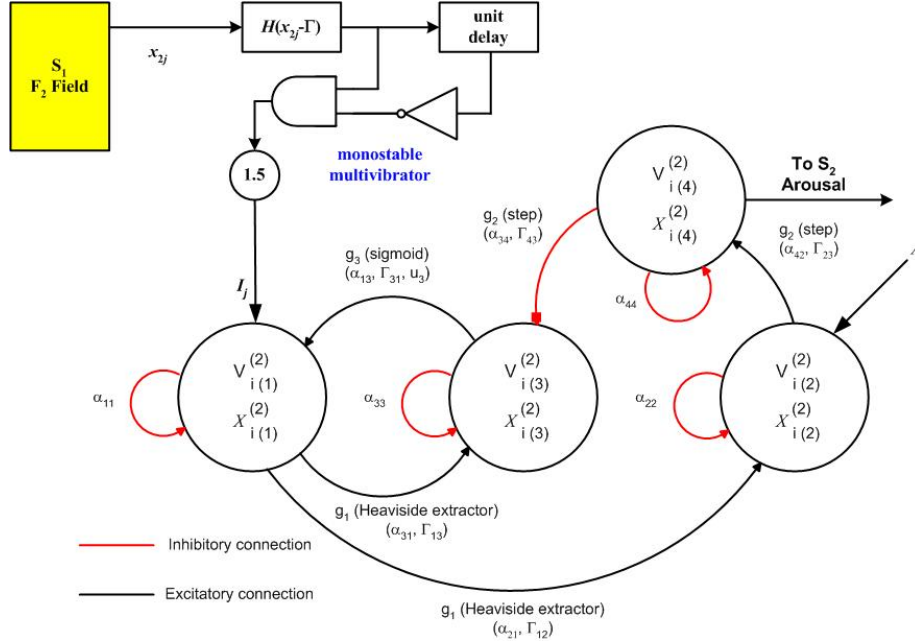 S₁
F₂ Field
x₂ⱼ
H(x₂ⱼ-Γ)
unit
delay
monostable
multivibrator
1.5
Iⱼ
g₃ (sigmoid)
(α₁₃, Γ₃₁, u₃)
g₂ (step)
(α₃₄, Γ₄₃)
V i (4) (2)
X i (4) (2)
To S₂
Arousal
g₂ (step)
(α₄₂, Γ₂₃)
α₄₄
α₁₁
V i (1) (2)
X i (1) (2)
α₃₃
V i (3) (2)
X i (3) (2)
α₂₂
V i (2) (2)
X i (2) (2)
g₁ (Heaviside extractor)
(α₃₁, Γ₁₃)
Inhibitory connection
Excitatory connection
g₁ (Heaviside extractor)
(α₂₁, Γ₁₂)